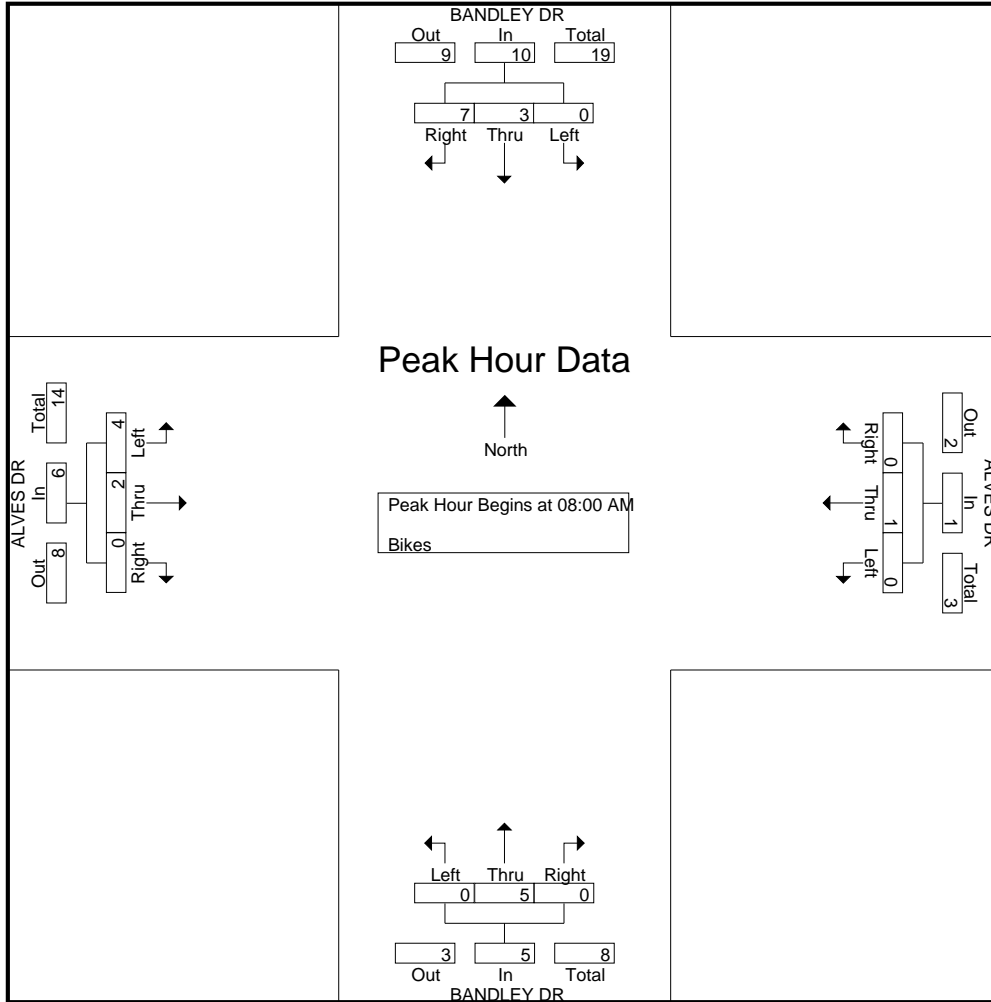 BANDLEY DR
Out In Total
9 10 19
7 3 0
Right Thru Left
Peak Hour Data
North
Peak Hour Begins at 08:00 AM
Bikes
ALVES DR
Out In Total
8 6 14
Right Thru Left
0 2 4
ALVES DR
Out In Total
2 1 3
Right Thru Left
0 1 0
Left Thru Right
0 5 0
3 5 8
Out In Total
BANDLEY DR